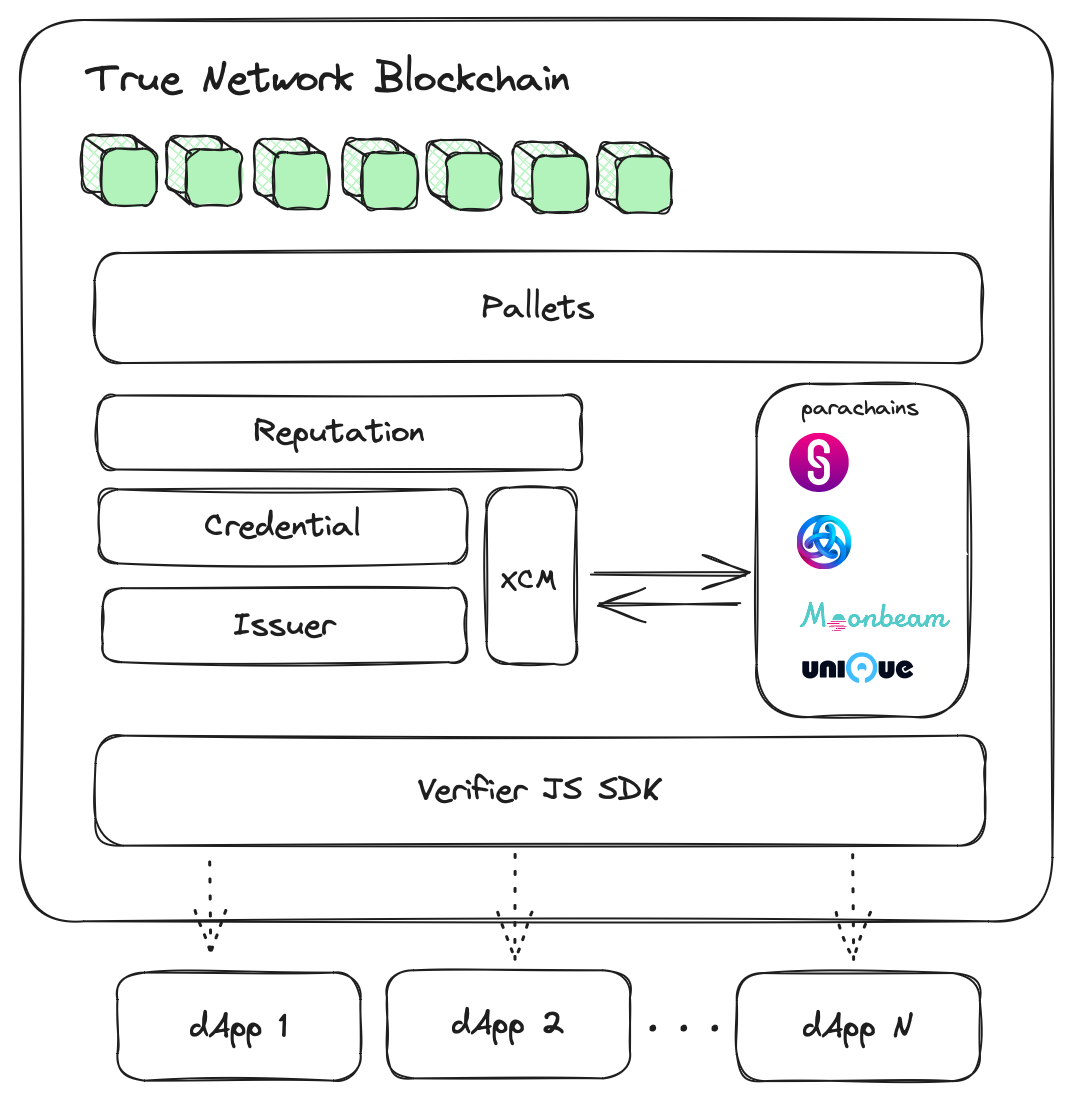 True Network Blockchain
Pallets
Reputation
Credential
Issuer
XCM
parachains
Moonbeam
UNIQUE
Verifier JS SDK
dApp 1
dApp 2
. . .
dApp N